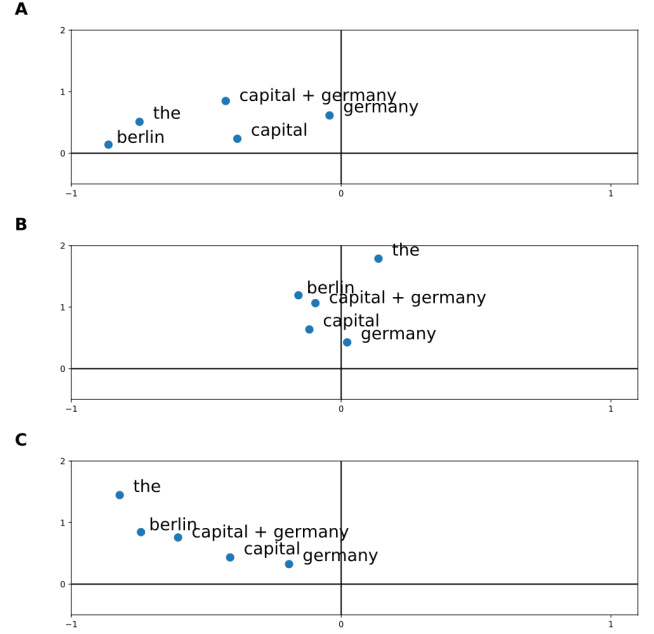 A
2
1
0
-1
0
1
the
berlin
capital + germany
capital
germany
B
2
1
0
−1
0
1
the
berlin
capital + germany
capital
germany
C
2
1
0
−1
0
1
the
berlin
capital + germany
capital
germany